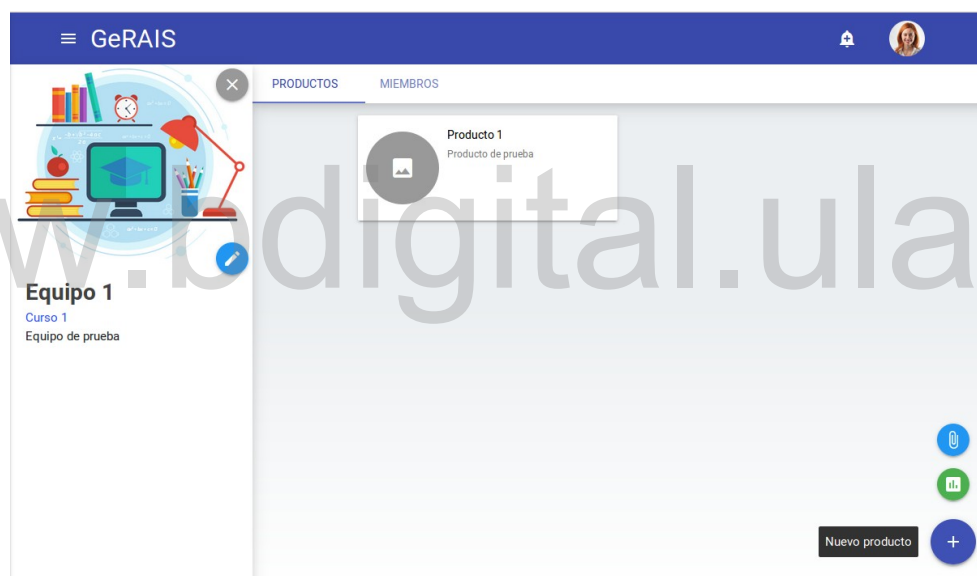 GeRAIS
PRODUCTOS MIEMBROS
Producto 1
Producto de prueba
Equipo 1
Curso 1
Equipo de prueba
Nuevo producto
w.bdigital.ula